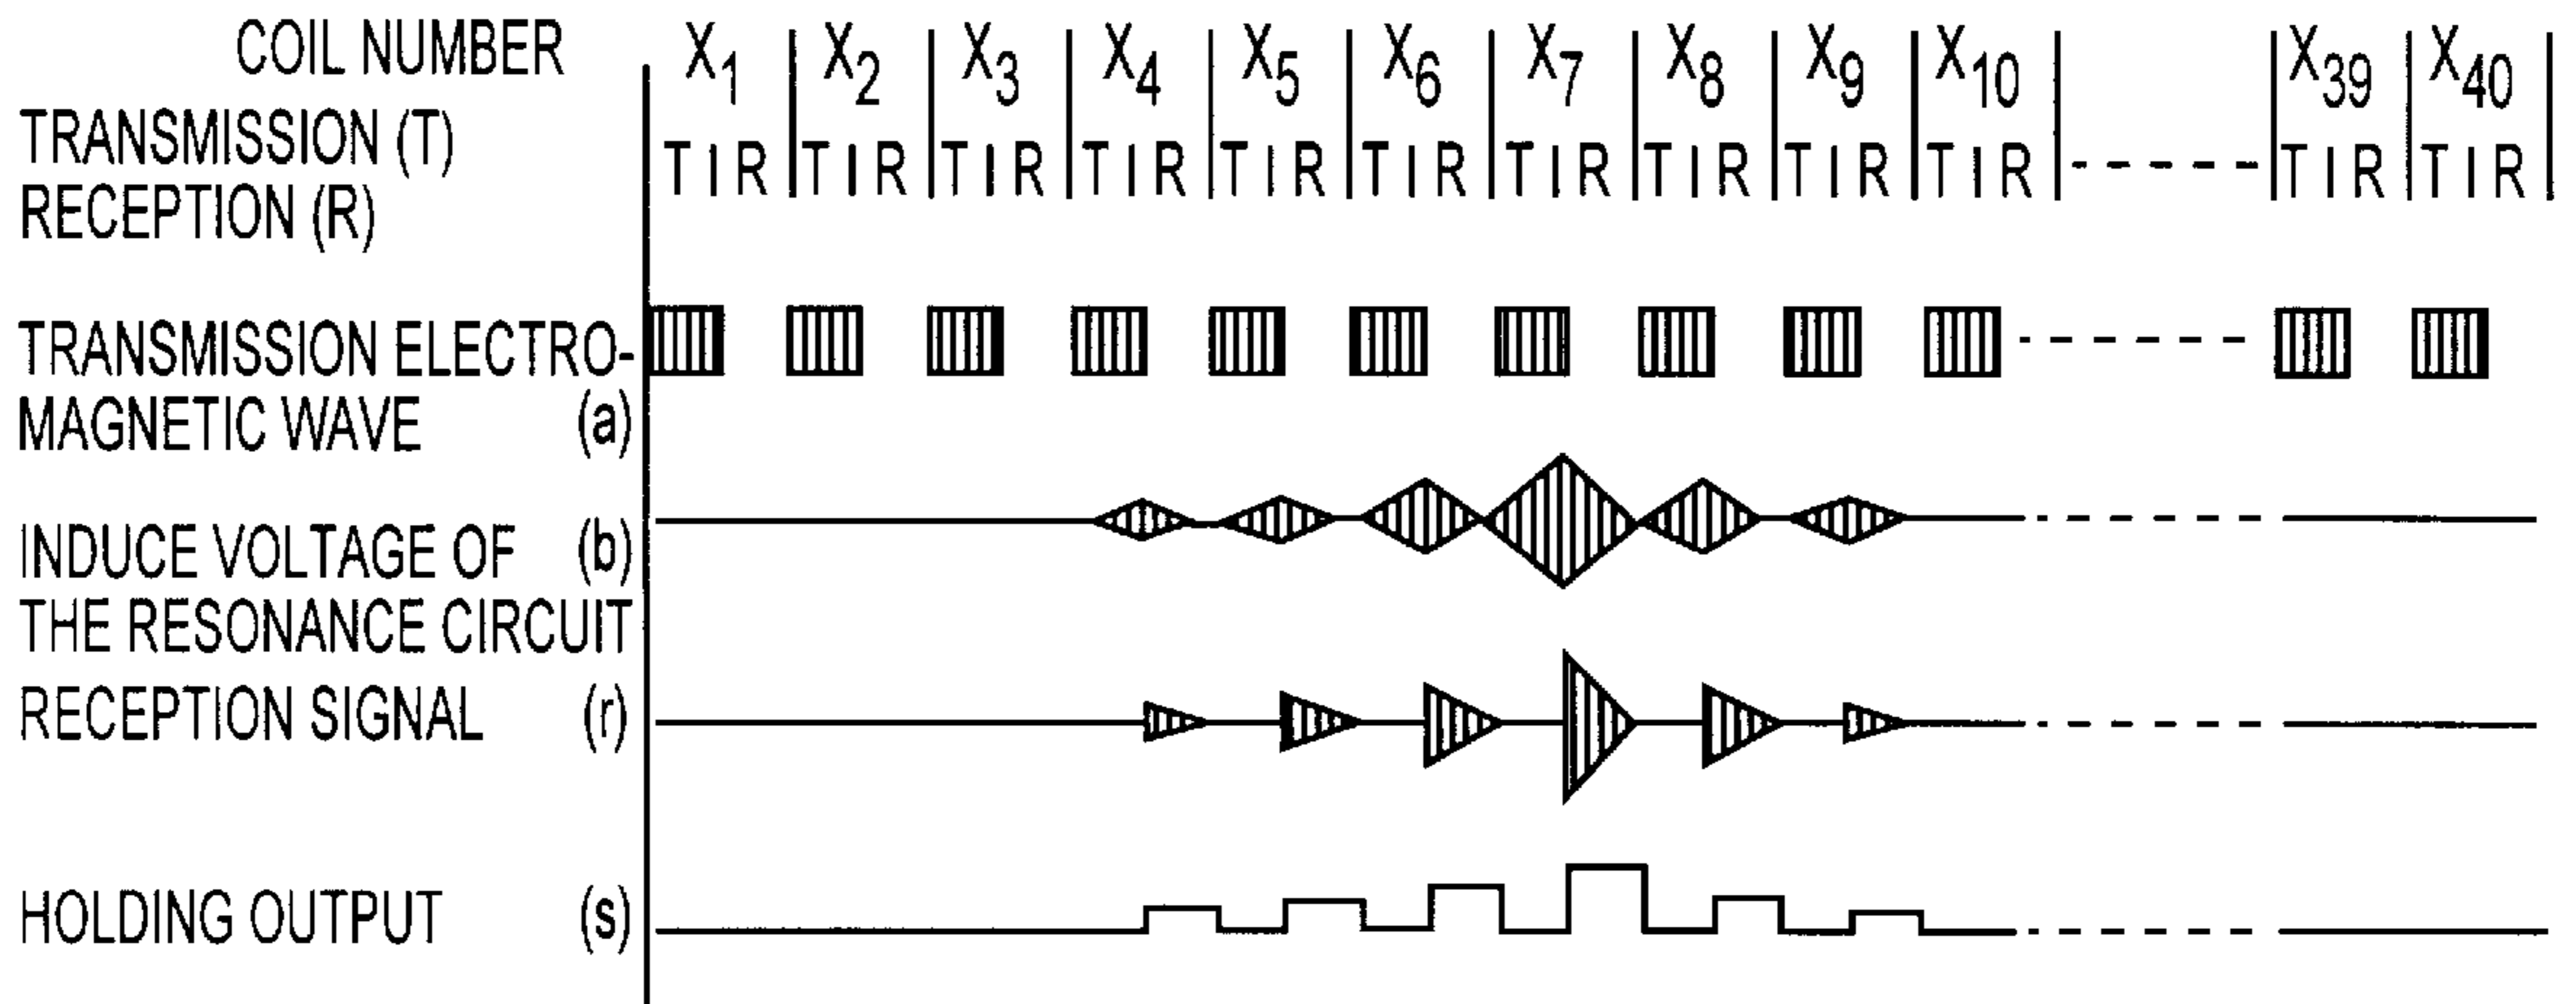 COIL NUMBER X1 X2 X3 X4 X5 X6 X7 X8 X9 X10 X39 X40
TRANSMISSION (T) T | R T | R T | R T | R T | R T | R T | R T | R T | R T | R T | R T | R
RECEPTION (R)
TRANSMISSION ELECTRO-
MAGNETIC WAVE (a)
INDUCE VOLTAGE OF (b)
THE RESONANCE CIRCUIT
RECEPTION SIGNAL (r)
HOLDING OUTPUT (s)